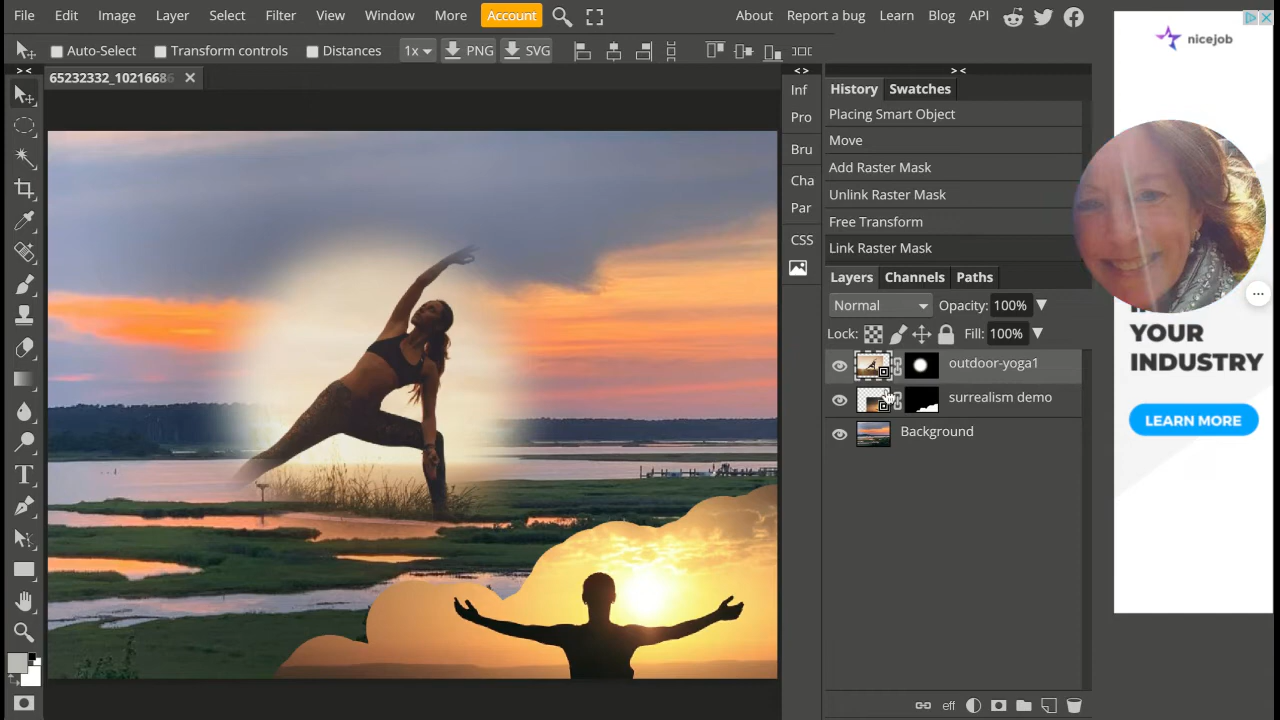 File Edit Image Layer Select Filter View Window More Account About Report a bug Learn Blog API
Auto-Select Transform controls Distances 1x PNG SVG
65232332_10216686
Inf
Pro
Bru
Cha
Par
CSS
History Swatches
Placing Smart Object
Move
Add Raster Mask
Unlink Raster Mask
Free Transform
Link Raster Mask
Layers Channels Paths
Normal Opacity: 100%
Lock: Fill: 100%
outdoor-yoga1
surrealism demo
Background
eff
nicejob
YOUR
INDUSTRY
LEARN MORE